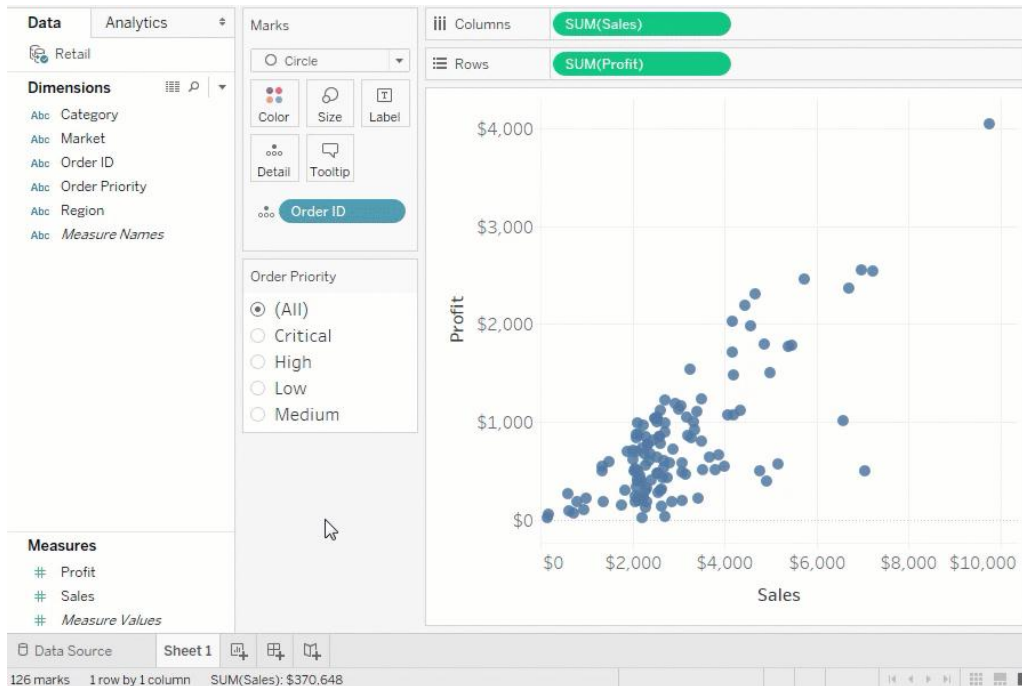 Data Analytics
Retail
Dimensions
Abc Category
Abc Market
Abc Order ID
Abc Order Priority
Abc Region
Abc Measure Names
Measures
# Profit
# Sales
# Measure Values
Marks
Circle
Color Size Label
Detail Tooltip
Order ID
Order Priority
(All)
Critical
High
Low
Medium
Columns SUM(Sales)
Rows SUM(Profit)
Profit
$4,000
$3,000
$2,000
$1,000
$0
$0 $2,000 $4,000 $6,000 $8,000 $10,000
Sales
Data Source Sheet 1
126 marks 1 row by 1 column SUM(Sales): $370,648